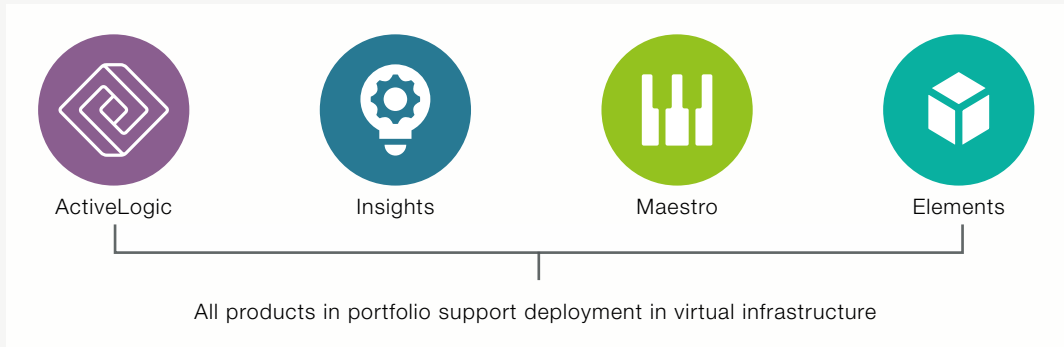 ActiveLogic
Insights
Maestro
Elements
All products in portfolio support deployment in virtual infrastructure